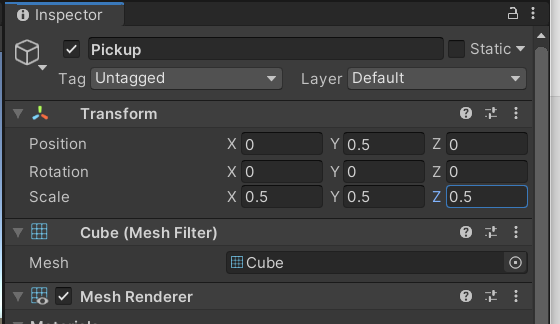 Inspector
Pickup Static
Tag Untagged Layer Default
Transform
Position X 0 Y 0.5 Z 0
Rotation X 0 Y 0 Z 0
Scale X 0.5 Y 0.5 Z 0.5
Cube (Mesh Filter)
Mesh Cube
Mesh Renderer
Materials